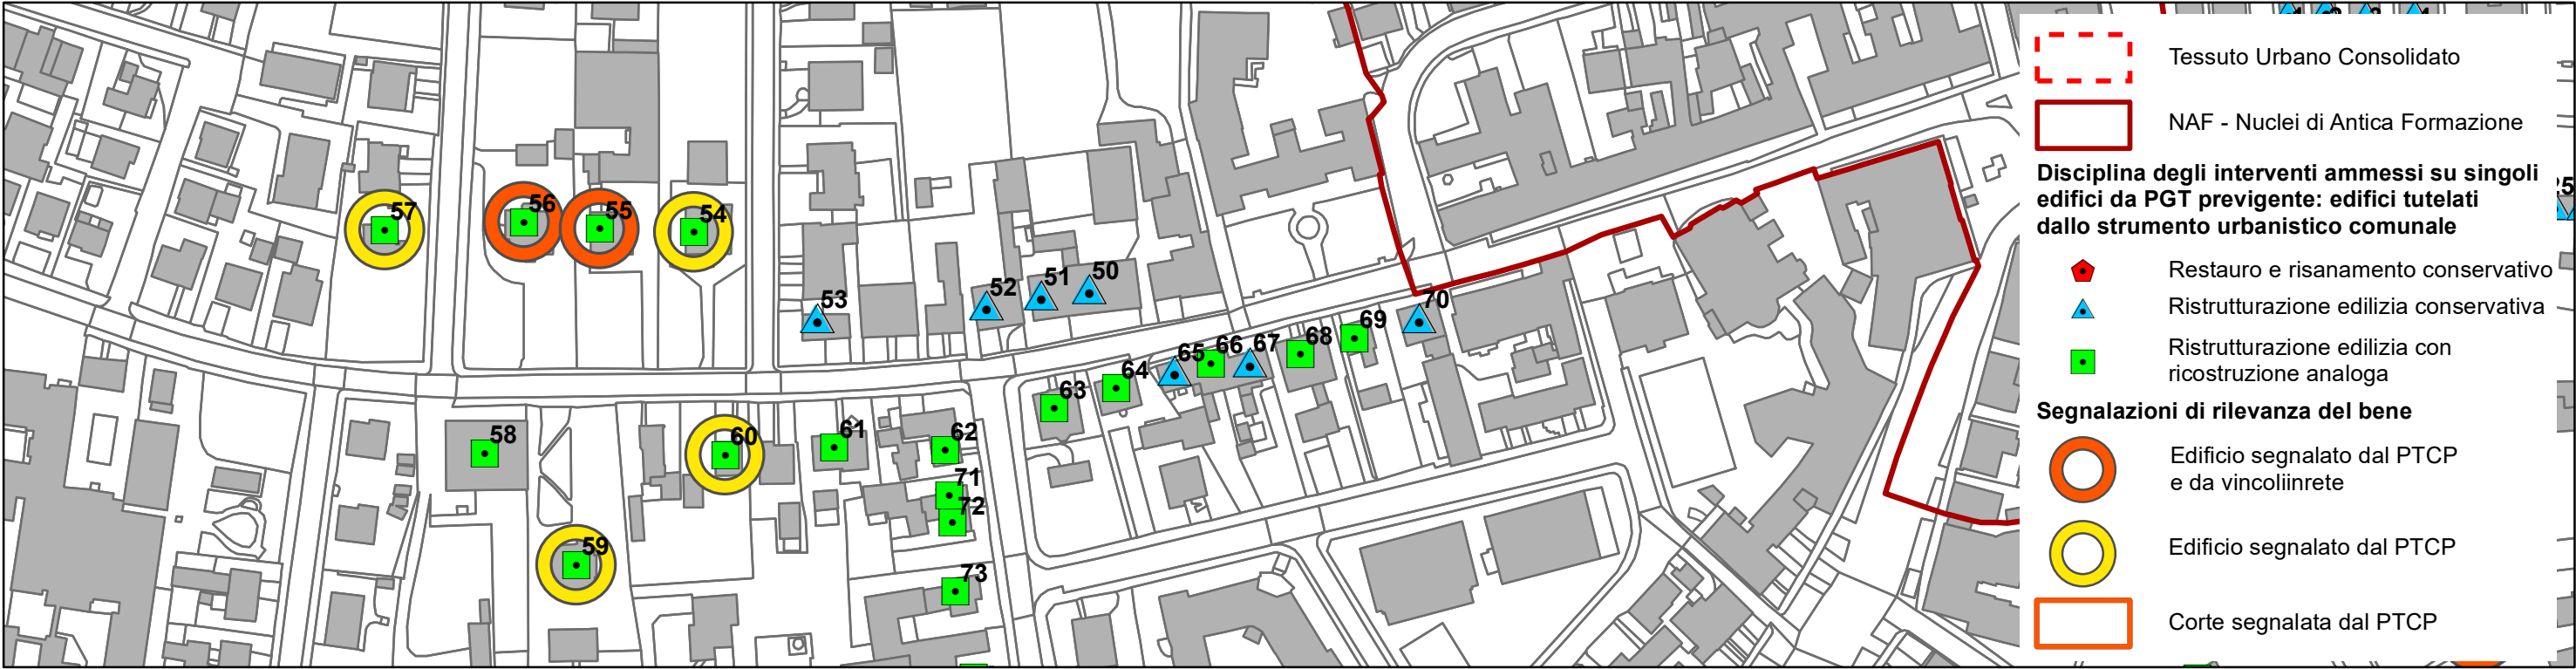 57
56
55
54
53
52
51
50
70
69
68
67
66
65
64
63
58
60
61
62
71
72
59
73
Tessuto Urbano Consolidato
NAF - Nuclei di Antica Formazione
Disciplina degli interventi ammessi su singoli
edifici da PGT previgente: edifici tutelati
dallo strumento urbanistico comunale
Restauro e risanamento conservativo
Ristrutturazione edilizia conservativa
Ristrutturazione edilizia con
ricostruzione analoga
Segnalazioni di rilevanza del bene
Edificio segnalato dal PTCP
e da vincoliinrete
Edificio segnalato dal PTCP
Corte segnalata dal PTCP